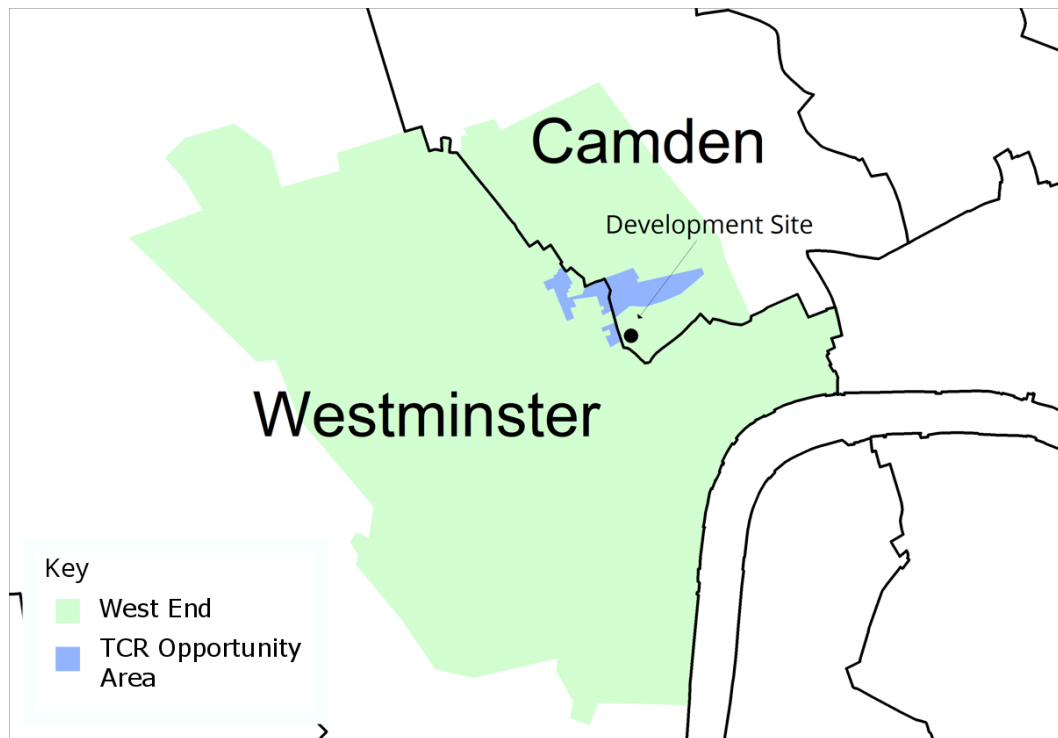 Camden
Development Site
Westminster
Key
West End
TCR Opportunity
Area